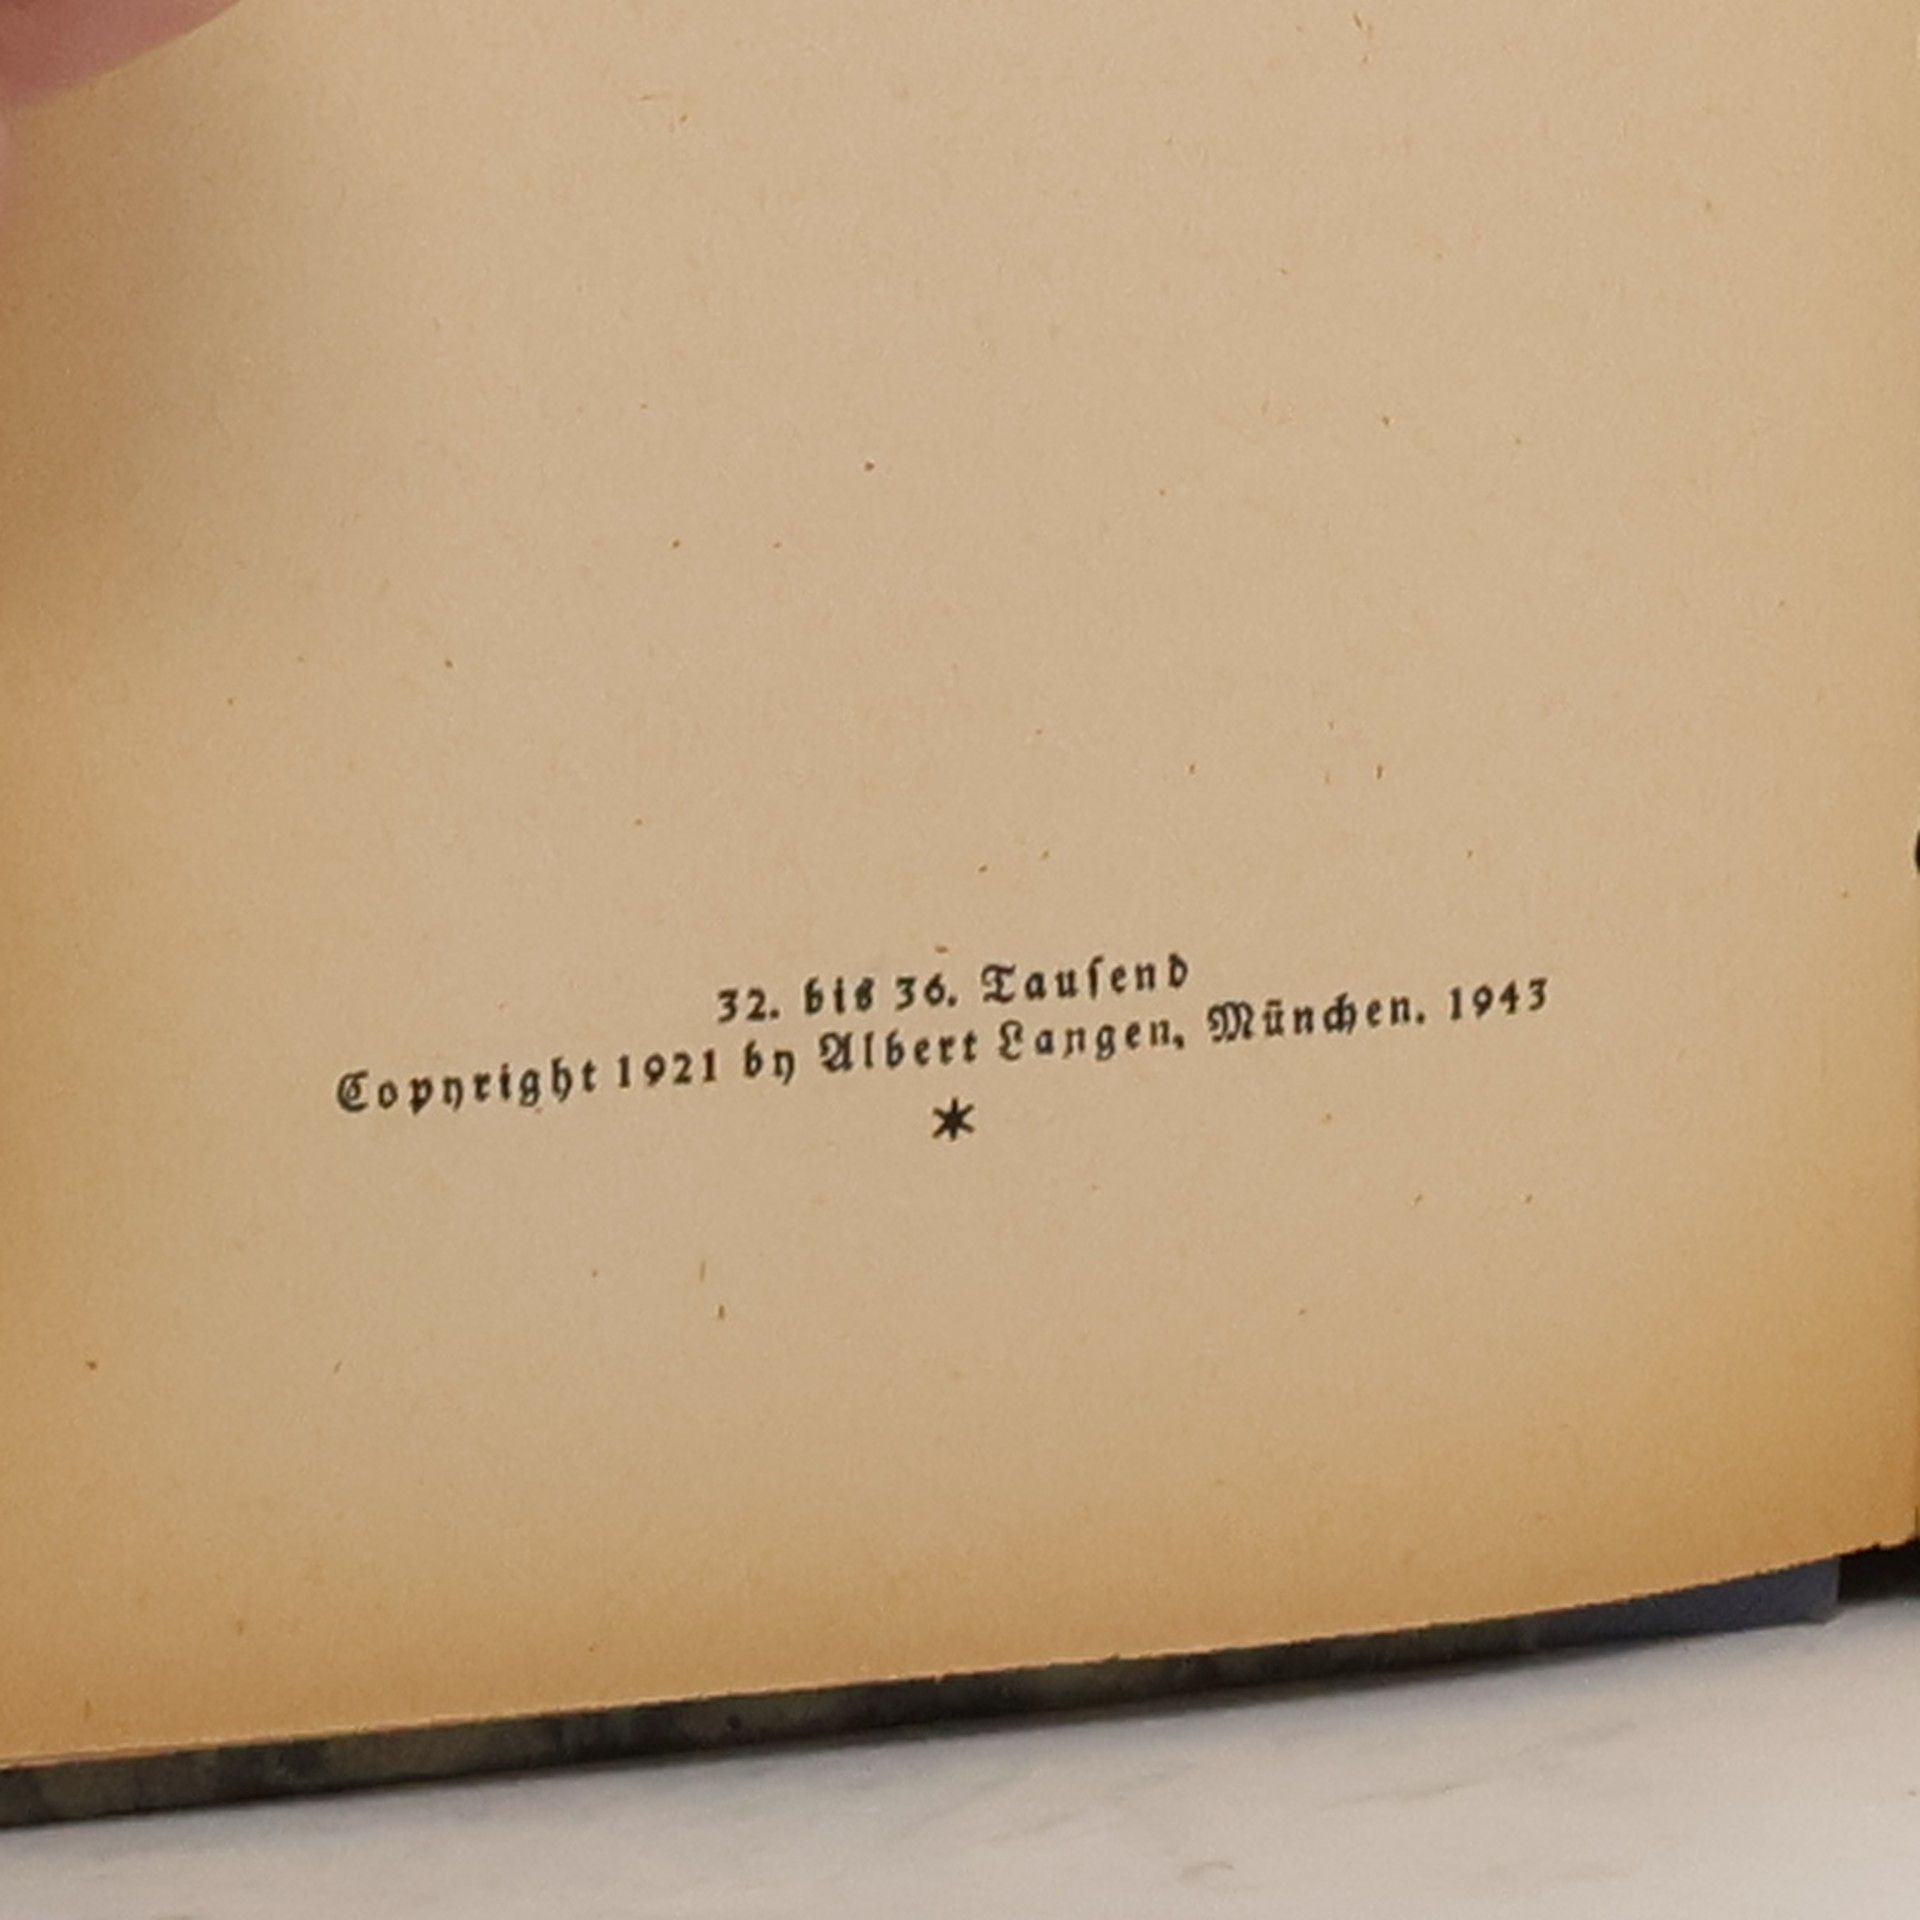 32. bis 36. Tauſend
Copyright 1921 by Albert Langen, München. 1943
*